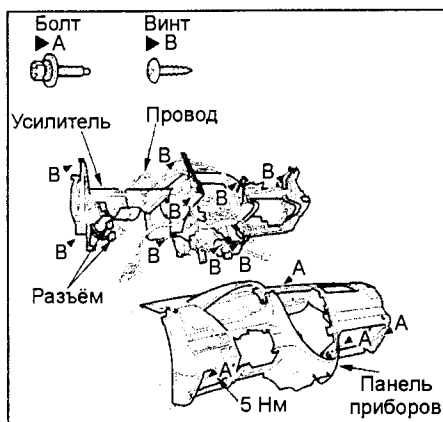 Болт Винт
▶A ▶B
Усилитель Провод
B B B B
B
B B B B
Разъём
A
A
A
A
5 Нм
Панель
приборов